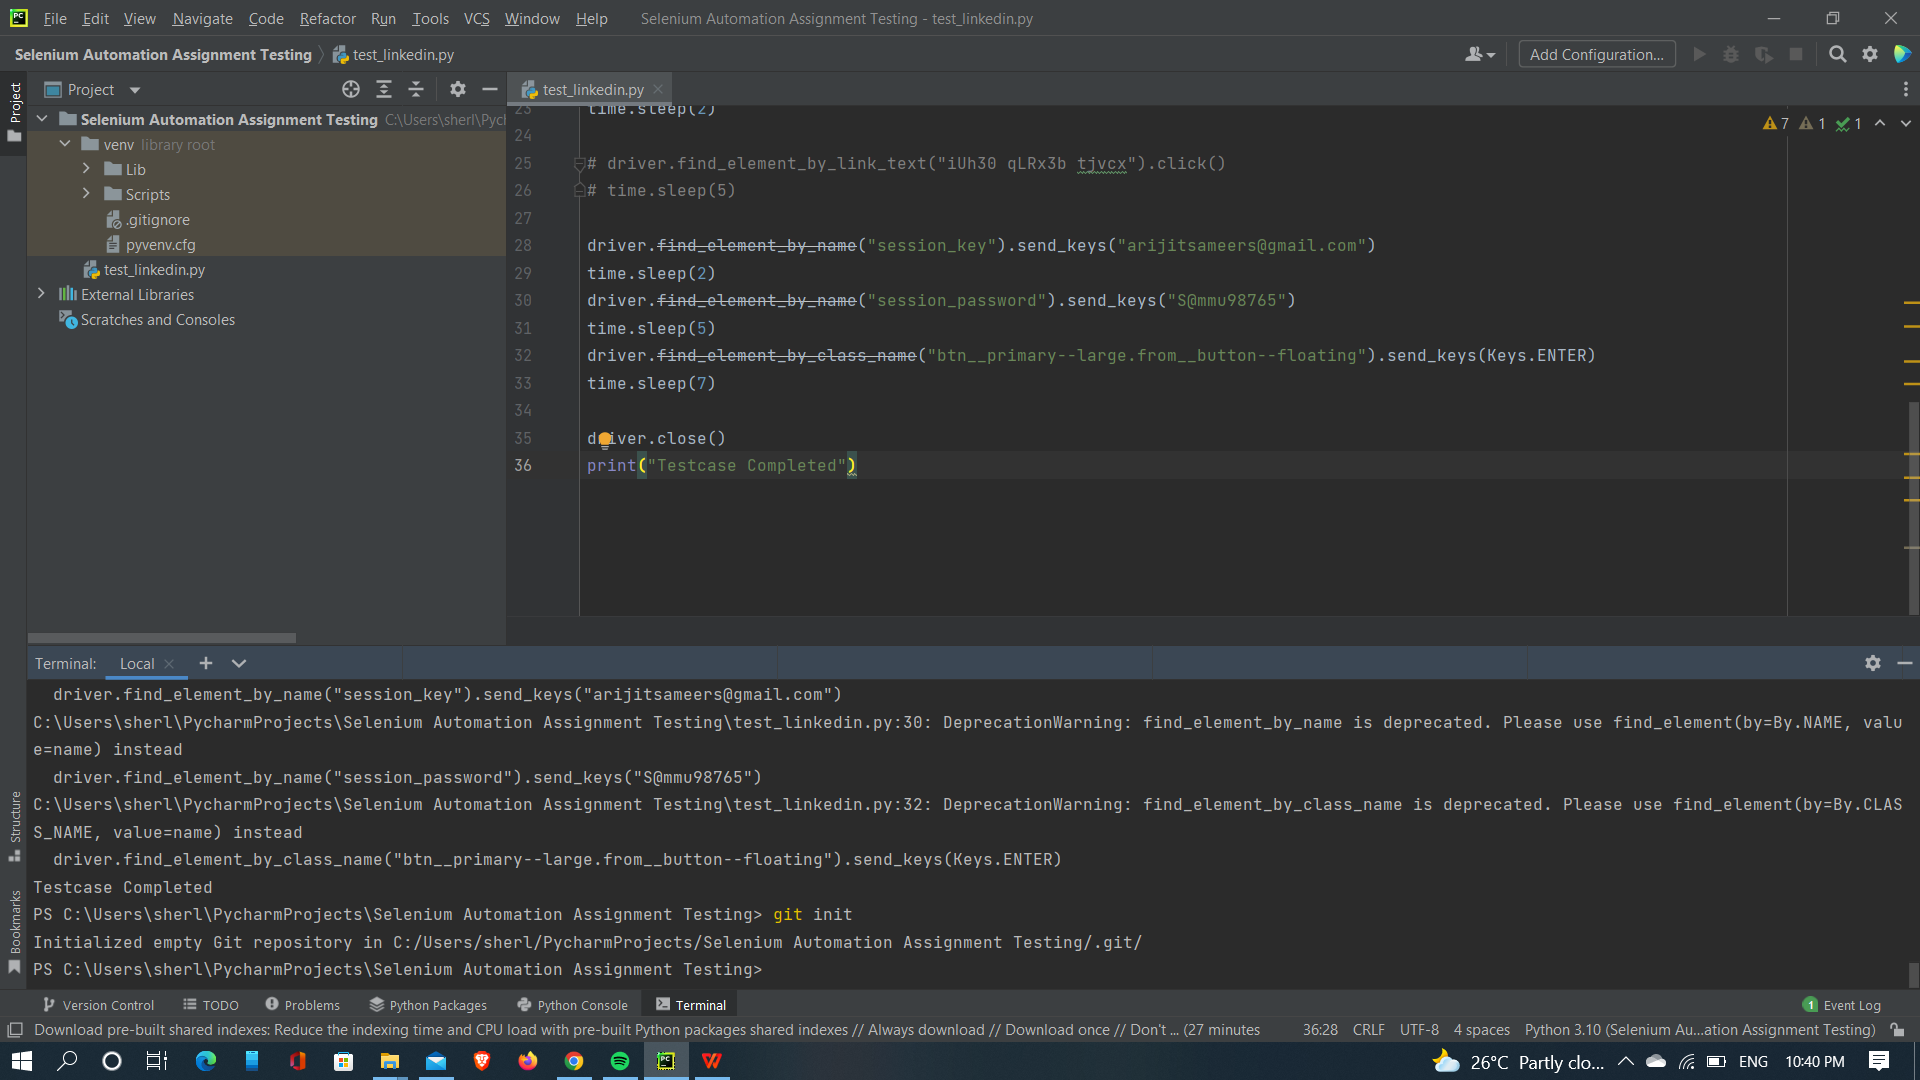 File Edit View Navigate Code Refactor Run Tools VCS Window Help Selenium Automation Assignment Testing - test_linkedin.py
Selenium Automation Assignment Testing test_linkedin.py Add Configuration...
Project
Project
test_linkedin.py
Selenium Automation Assignment Testing C:\Users\sherl\Pych
venv library root
Lib
Scripts
.gitignore
pyvenv.cfg
test_linkedin.py
External Libraries
Scratches and Consoles
7 1 1
23 time.sleep(2)
24
25 # driver.find_element_by_link_text("iUh30 qLRx3b tjvcx").click()
26 # time.sleep(5)
27
28 driver.find_element_by_name("session_key").send_keys("arijitsameers@gmail.com")
29 time.sleep(2)
30 driver.find_element_by_name("session_password").send_keys("S@mmu98765")
31 time.sleep(5)
32 driver.find_element_by_class_name("btn__primary--large.from__button--floating").send_keys(Keys.ENTER)
33 time.sleep(7)
34
35 driver.close()
36 print("Testcase Completed")
Terminal: Local
driver.find_element_by_name("session_key").send_keys("arijitsameers@gmail.com")
C:\Users\sherl\PycharmProjects\Selenium Automation Assignment Testing\test_linkedin.py:30: DeprecationWarning: find_element_by_name is deprecated. Please use find_element(by=By.NAME, valu
e=name) instead
driver.find_element_by_name("session_password").send_keys("S@mmu98765")
C:\Users\sherl\PycharmProjects\Selenium Automation Assignment Testing\test_linkedin.py:32: DeprecationWarning: find_element_by_class_name is deprecated. Please use find_element(by=By.CLAS
S_NAME, value=name) instead
driver.find_element_by_class_name("btn__primary--large.from__button--floating").send_keys(Keys.ENTER)
Testcase Completed
PS C:\Users\sherl\PycharmProjects\Selenium Automation Assignment Testing> git init
Initialized empty Git repository in C:/Users/sherl/PycharmProjects/Selenium Automation Assignment Testing/.git/
PS C:\Users\sherl\PycharmProjects\Selenium Automation Assignment Testing>
Structure
Bookmarks
Version Control TODO Problems Python Packages Python Console Terminal 1 Event Log
Download pre-built shared indexes: Reduce the indexing time and CPU load with pre-built Python packages shared indexes // Always download // Download once // Don't ... (27 minutes 36:28 CRLF UTF-8 4 spaces Python 3.10 (Selenium Au...ation Assignment Testing)
26°C Partly clo... ENG 10:40 PM